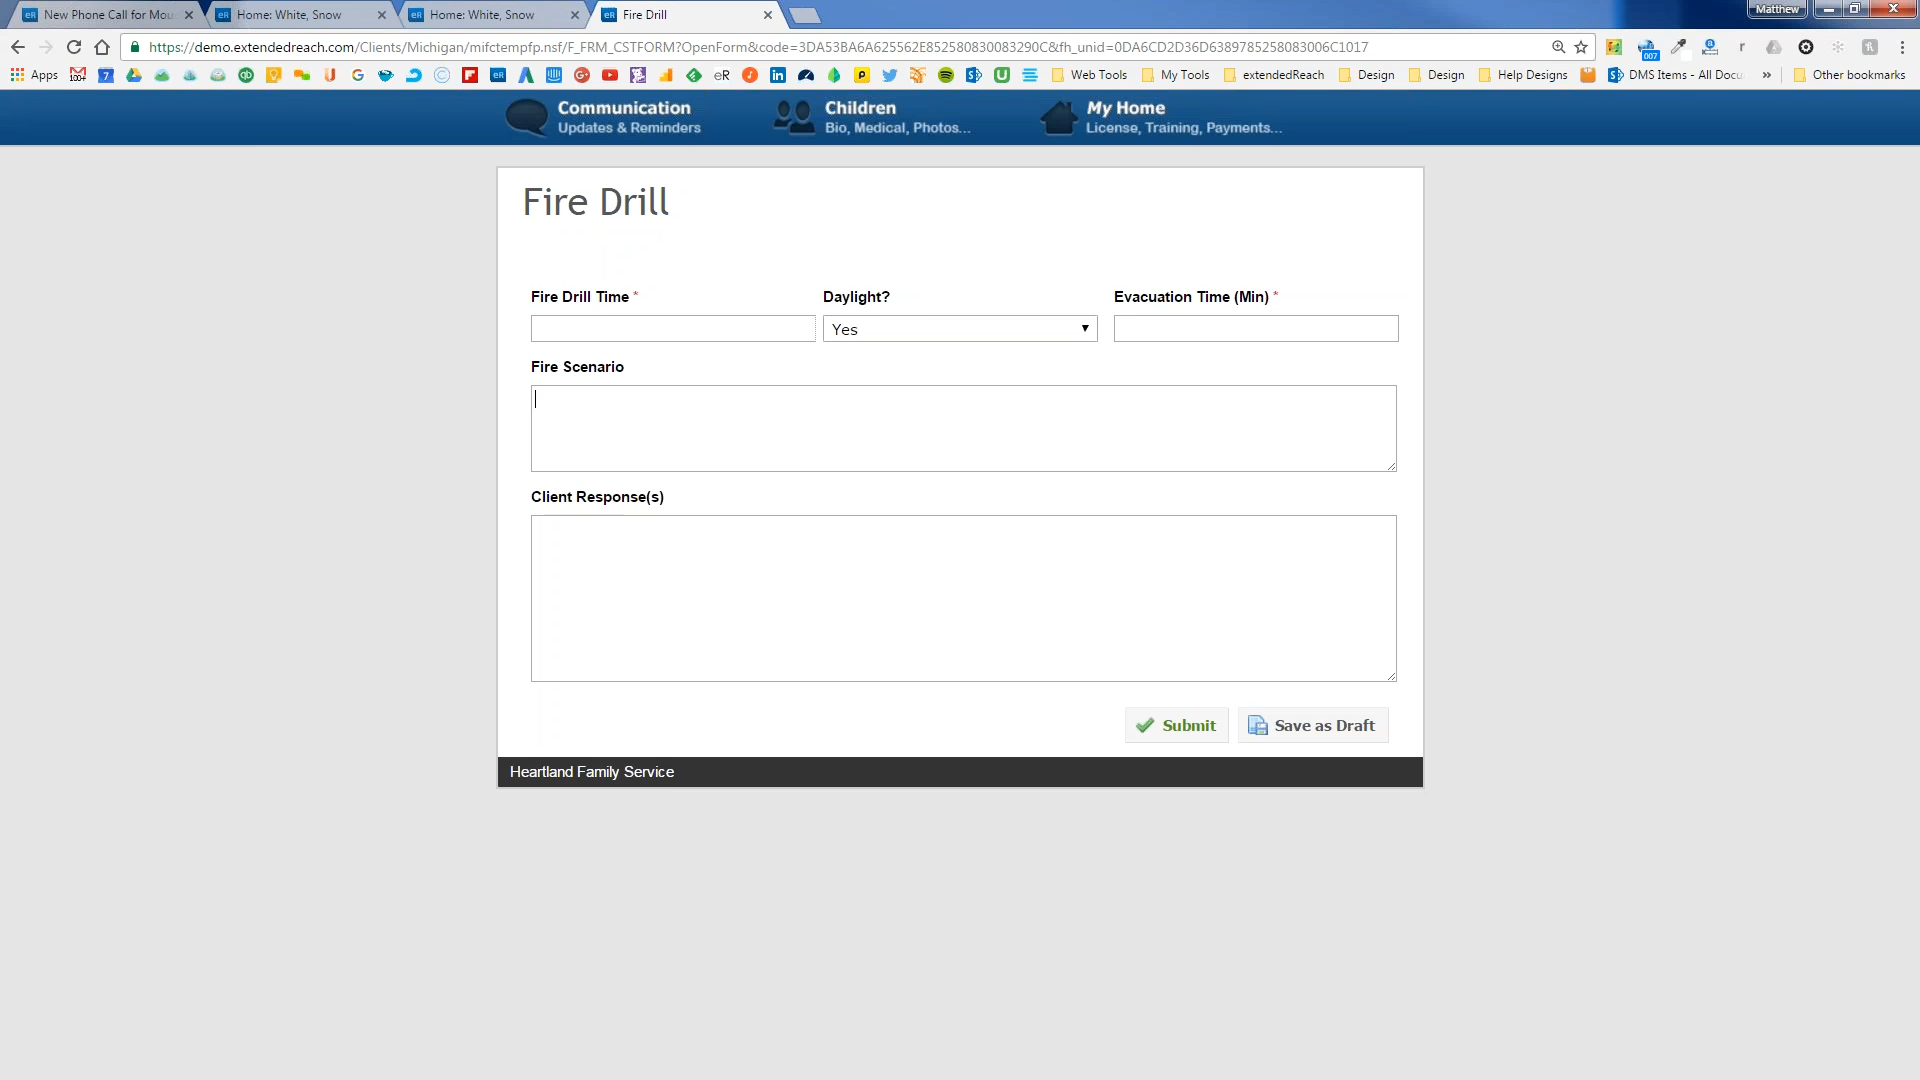 New Phone Call for Mou
Home: White, Snow
Home: White, Snow
Fire Drill
Matthew
https://demo.extendedreach.com/Clients/Michigan/mifctempfp.nsf/F_FRM_CSTFORM?OpenForm&code=3DA53BA6A625562E852580830083290C&fh_unid=0DA6CD2D36D6389785258083006C1017
Apps
Web Tools
My Tools
extendedReach
Design
Design
Help Designs
DMS Items - All Docu
»
Other bookmarks
Communication
Updates & Reminders
Children
Bio, Medical, Photos...
My Home
License, Training, Payments...
Fire Drill
Fire Drill Time *
Daylight?
Evacuation Time (Min) *
Yes
Fire Scenario
Client Response(s)
Submit
Save as Draft
Heartland Family Service